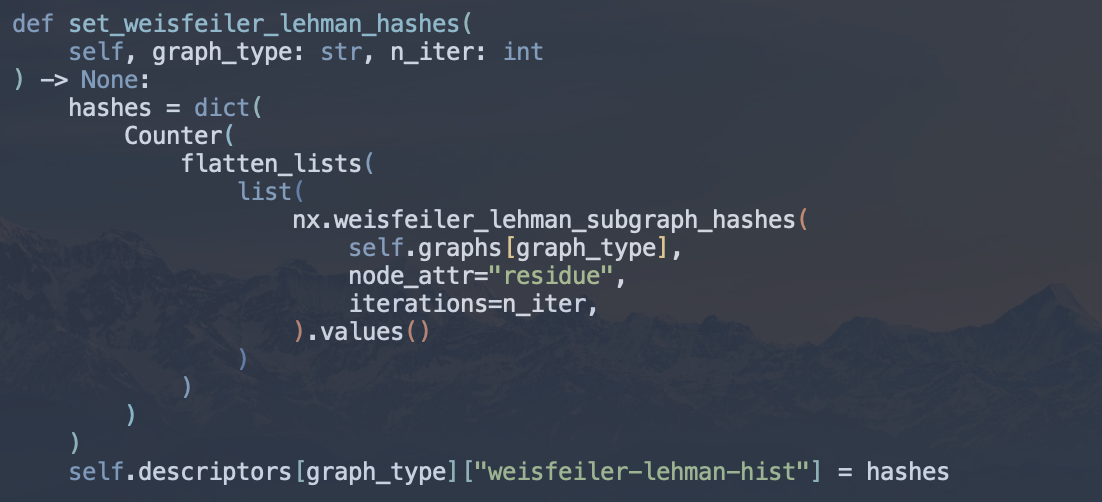 def set_weisfeiler_lehman_hashes(
    self, graph_type: str, n_iter: int
) -> None:
    hashes = dict(
        Counter(
            flatten_lists(
                list(
                    nx.weisfeiler_lehman_subgraph_hashes(
                        self.graphs[graph_type],
                        node_attr="residue",
                        iterations=n_iter,
                    ).values()
                )
            )
        )
    )
    self.descriptors[graph_type]["weisfeiler-lehman-hist"] = hashes